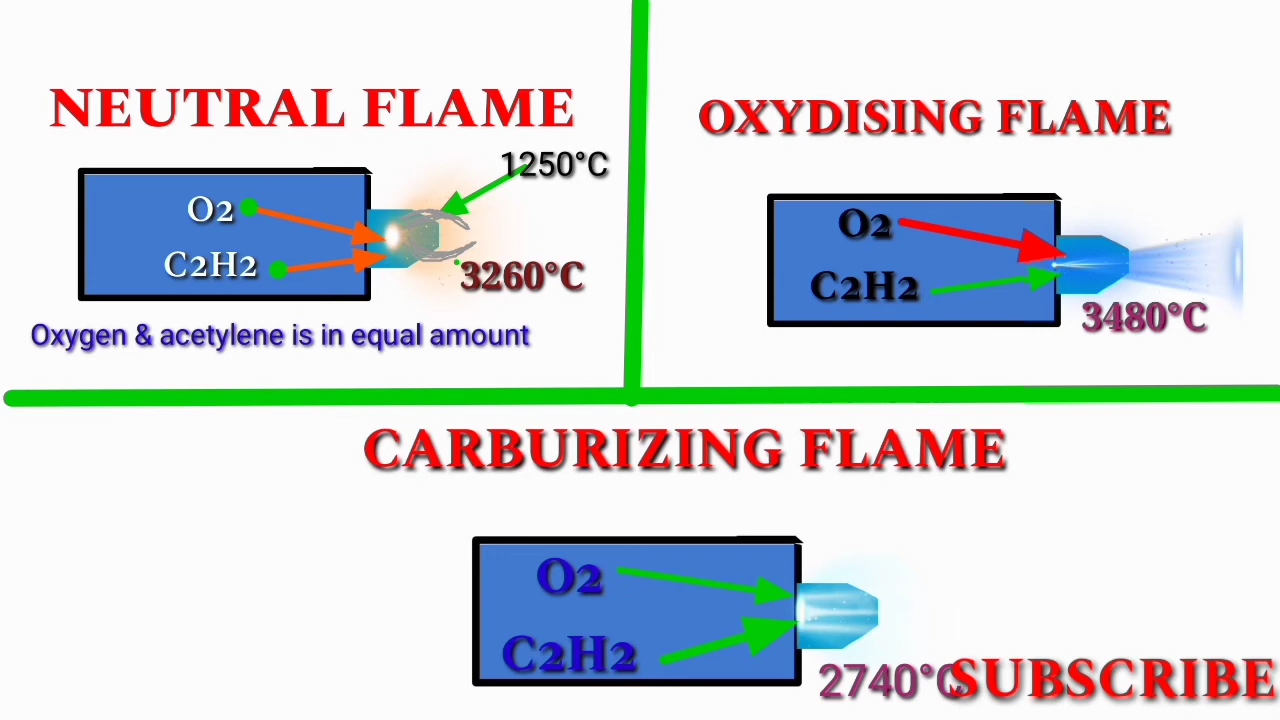 NEUTRAL FLAME
1250°C
O2
C2H2
3260°C
Oxygen & acetylene is in equal amount
OXYDISING FLAME
O2
C2H2
3480°C
CARBURIZING FLAME
O2
C2H2
2740°C
SUBSCRIBE